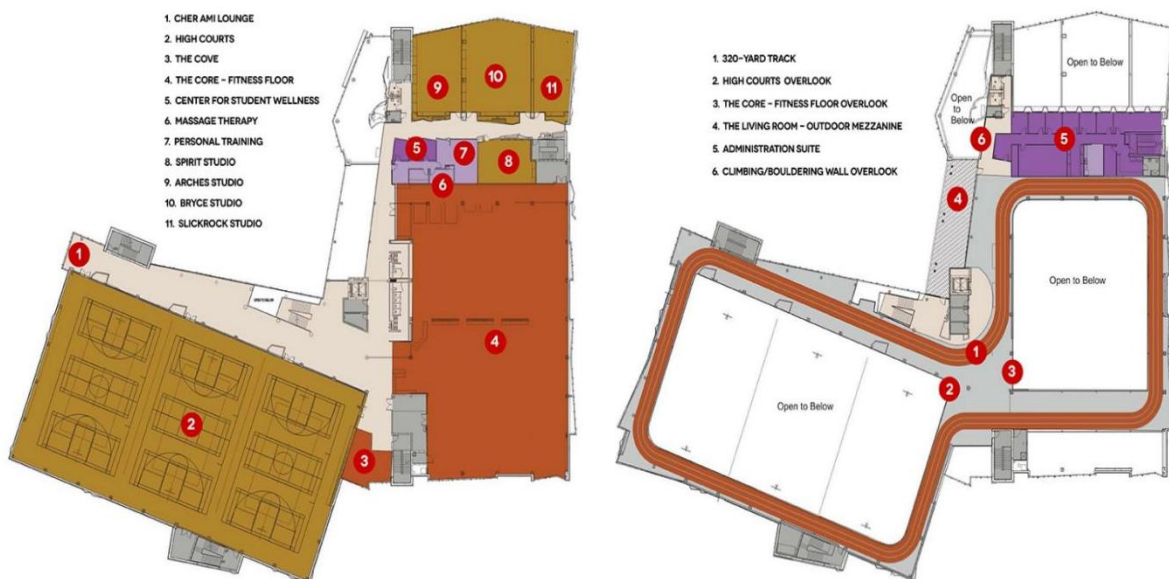 1. CHER AMI LOUNGE
2. HIGH COURTS
3. THE COVE
4. THE CORE – FITNESS FLOOR
5. CENTER FOR STUDENT WELLNESS
6. MASSAGE THERAPY
7. PERSONAL TRAINING
8. SPIRIT STUDIO
9. ARCHES STUDIO
10. BRYCE STUDIO
11. SLICKROCK STUDIO
9
10
11
5
7
8
6
1
4
2
3
1. 320-YARD TRACK
2. HIGH COURTS OVERLOOK
3. THE CORE – FITNESS FLOOR OVERLOOK
4. THE LIVING ROOM – OUTDOOR MEZZANINE
5. ADMINISTRATION SUITE
6. CLIMBING/BOULDERING WALL OVERLOOK
Open to Below
Open
to
Below
6
5
4
Open to Below
1
3
2
Open to Below